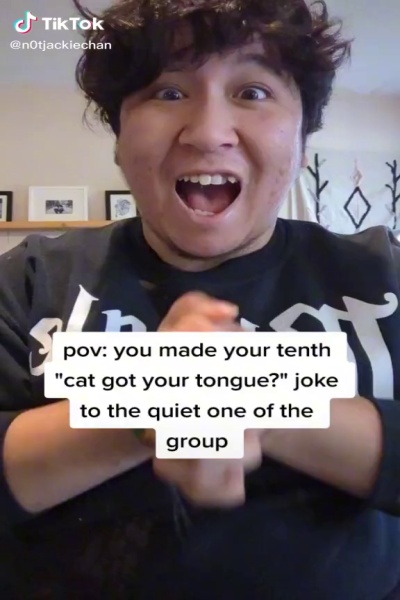 TikTok
@n0tjackiechan
pov: you made your tenth
"cat got your tongue?" joke
to the quiet one of the
group